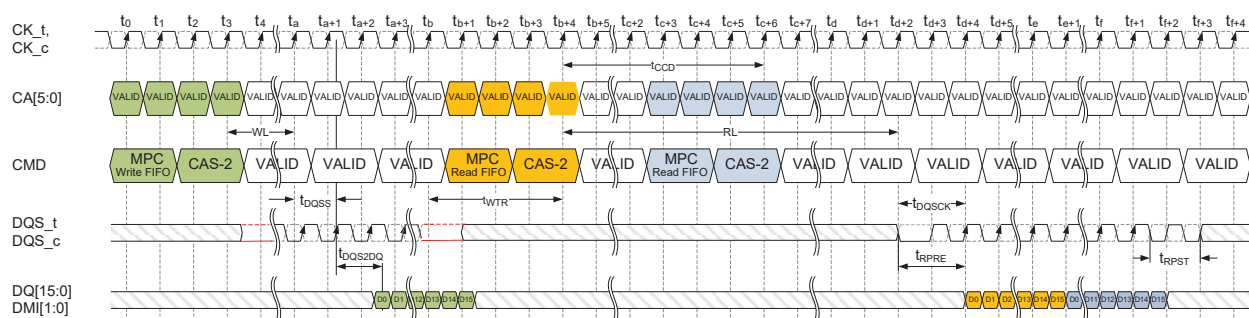 t0 t1 t2 t3 t4 ta ta+1 ta+2 ta+3 tb tb+1 tb+2 tb+3 tb+4 tb+5 tc+2 tc+3 tc+4 tc+5 tc+6 tc+7 td td+1 td+2 td+3 td+4 td+5 te te+1 tf tf+1 tf+2 tf+3 tf+4
CK_t,
CK_c
tCCD
CA[5:0] VALID VALID VALID VALID VALID VALID VALID VALID VALID VALID VALID VALID VALID VALID VALID VALID VALID VALID VALID VALID VALID VALID VALID VALID VALID VALID VALID VALID VALID VALID VALID VALID VALID VALID
WL RL
CMD MPC Write FIFO CAS-2 VALID VALID VALID MPC Read FIFO CAS-2 VALID MPC Read FIFO CAS-2 VALID VALID VALID VALID VALID VALID VALID
tDQSS tWTR tDQSCK
DQS_t
DQS_c
tDQS2DQ tRPRE tRPST
DQ[15:0] D0 D1 D12 D13 D14 D15 D0 D1 D2 D13 D14 D15 D0 D11 D12 D13 D14 D15
DMI[1:0]